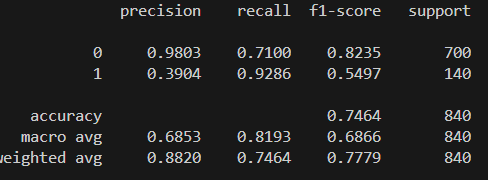 precision recall f1-score support
0 0.9803 0.7100 0.8235 700
1 0.3904 0.9286 0.5497 140
accuracy 0.7464 840
macro avg 0.6853 0.8193 0.6866 840
weighted avg 0.8820 0.7464 0.7779 840